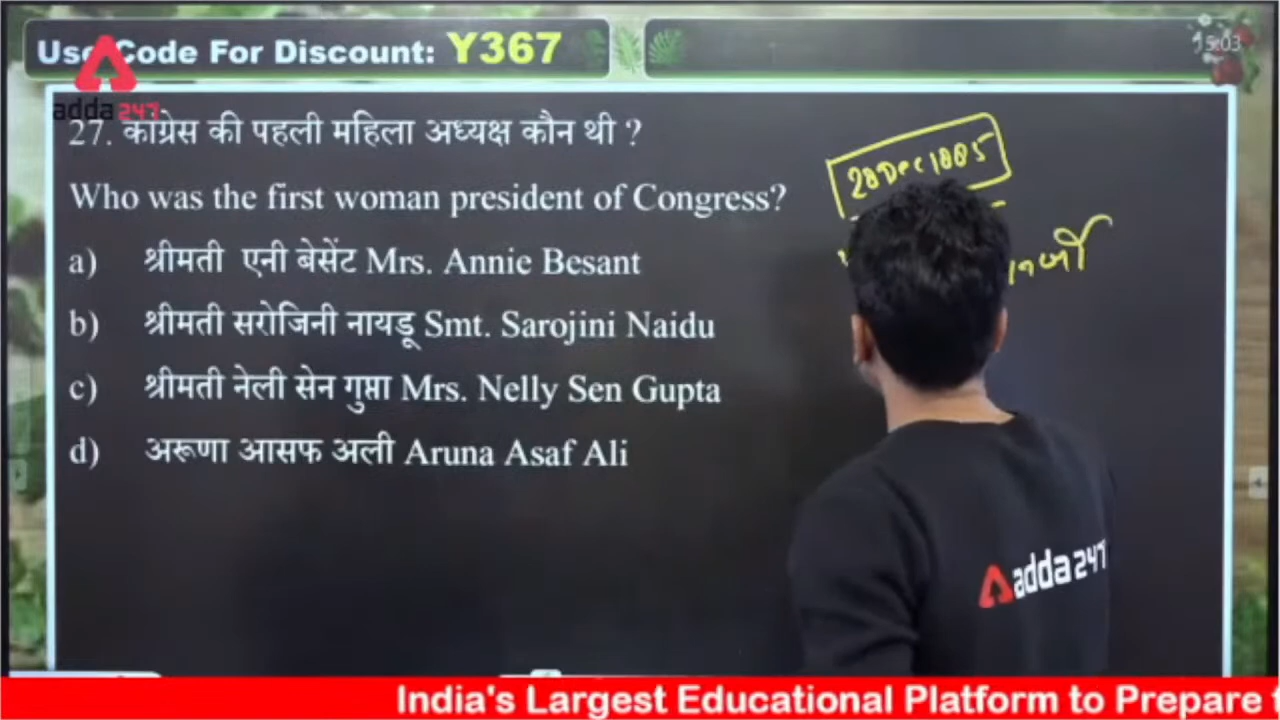 Use Code For Discount: Y367
15:03
adda247
27. कांग्रेस की पहली महिला अध्यक्ष कौन थी ?
28 Dec 1885
Who was the first woman president of Congress?
a) श्रीमती एनी बेसेंट Mrs. Annie Besant
b) श्रीमती सरोजिनी नायडू Smt. Sarojini Naidu
c) श्रीमती नेली सेन गुप्ता Mrs. Nelly Sen Gupta
d) अरूणा आसफ अली Aruna Asaf Ali
adda247
India's Largest Educational Platform to Prepare